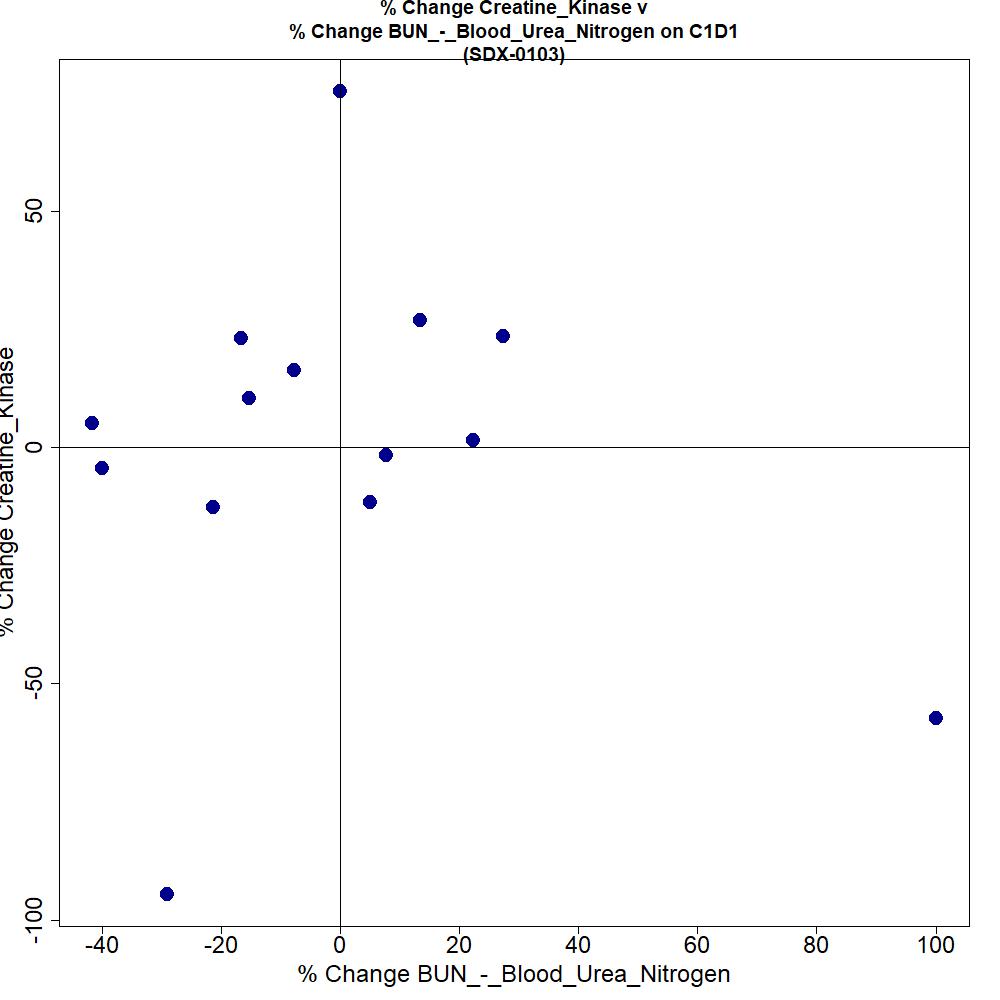 % Change Creatine_Kinase v
% Change BUN_-_Blood_Urea_Nitrogen on C1D1
(SDX-0103)
% Change Creatine_Kinase
50
0
-50
-100
-40
-20
0
20
40
60
80
100
% Change BUN_-_Blood_Urea_Nitrogen